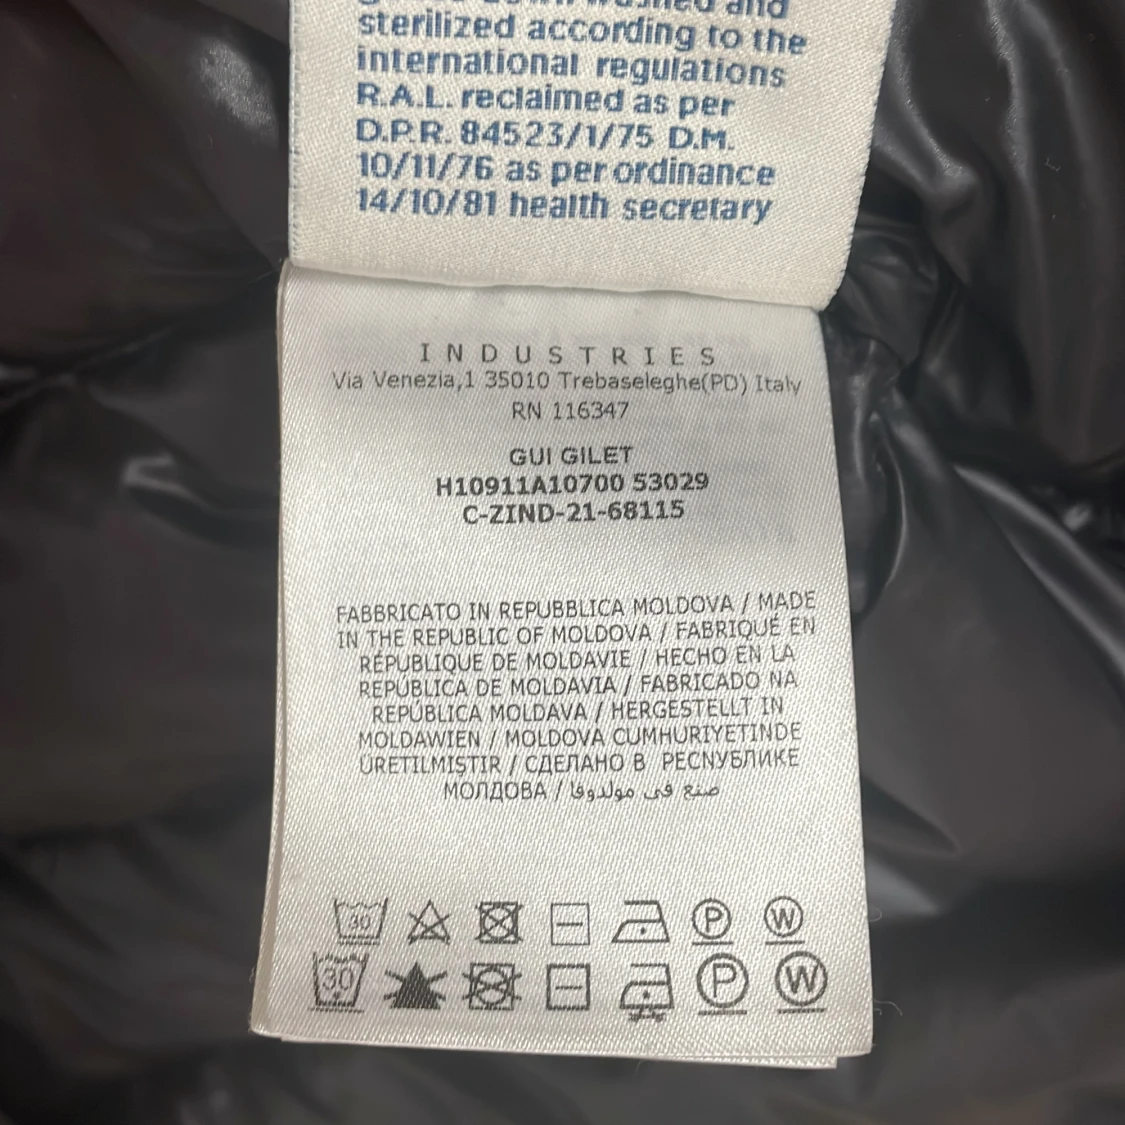 and
sterilized according to the
international regulations
R.A.L. reclaimed as per
D.P.R. 84523/1/75 D.M.
10/11/76 as per ordinance
14/10/81 health secretary
INDUSTRIES
Via Venezia,1 35010 Trebaseleghe(PD) Italy
RN 116347
GUI GILET
H10911A10700 53029
C-ZIND-21-68115
FABBRICATO IN REPUBBLICA MOLDOVA / MADE
IN THE REPUBLIC OF MOLDOVA / FABRIQUÉ EN
RÉPUBLIQUE DE MOLDAVIE / HECHO EN LA
REPÚBLICA DE MOLDAVIA / FABRICADO NA
REPÚBLICA MOLDAVA / HERGESTELLT IN
MOLDAWIEN / MOLDOVA CUMHURIYETINDE
ÜRETILMIŞTIR / СДЕЛАНО В РЕСПУБЛИКЕ
МОЛДОВА / صنع في مولدوفا
30 P W
30 P W